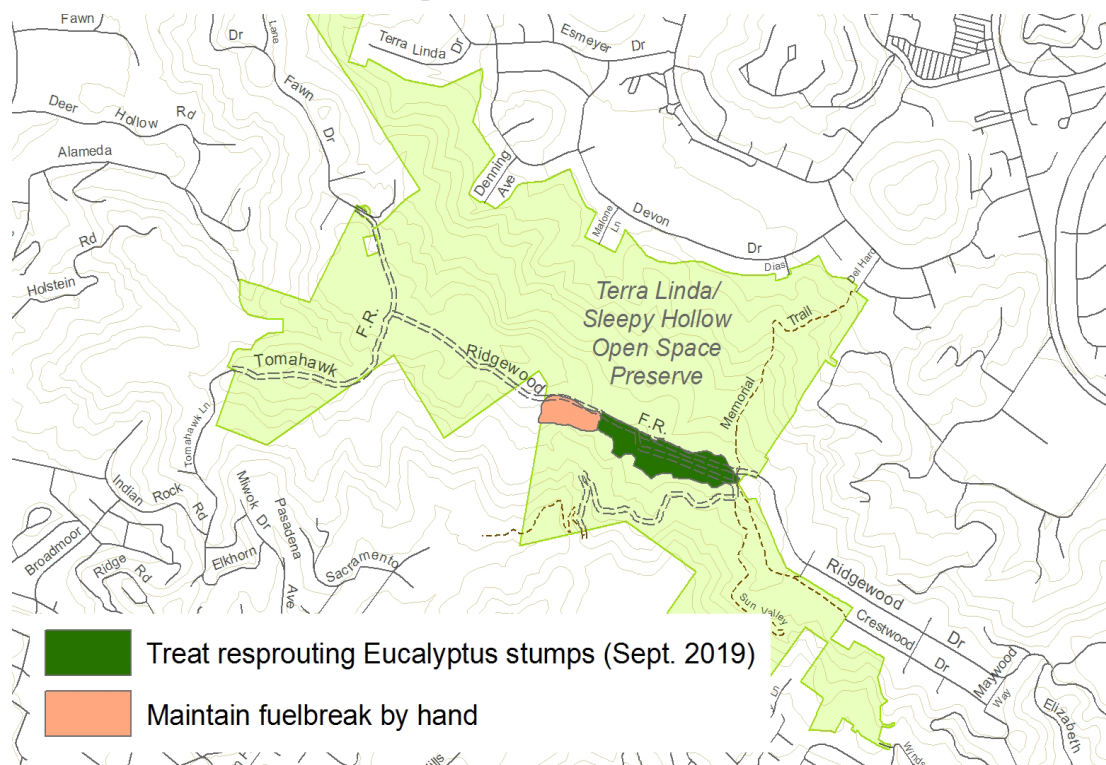 Fawn
Dr
Lane
Fawn
Dr
Terra Linda
Dr
Esmeyer
Dr
Deer
Hollow
Rd
Alameda
Denning
Ave
Malone
Ln
Devon
Dr
Dias
Del Haro
Rd
Holstein
Terra Linda/
Sleepy Hollow
Open Space
Preserve
Trail
Memorial
F.R.
Tomahawk
Ridgewood
F.R.
Tomahawk Ln
Indian
Rock
Rd
Miwok
Dr
Pasadena
Ave
Broadmoor
Ridge
Rd
Elkhorn
Sacramento
Sun Valley
Ridgewood
Dr
Crestwood
Dr
Maywood
Way
Elizabeth
Ln
Treat resprouting Eucalyptus stumps (Sept. 2019)
Maintain fuelbreak by hand